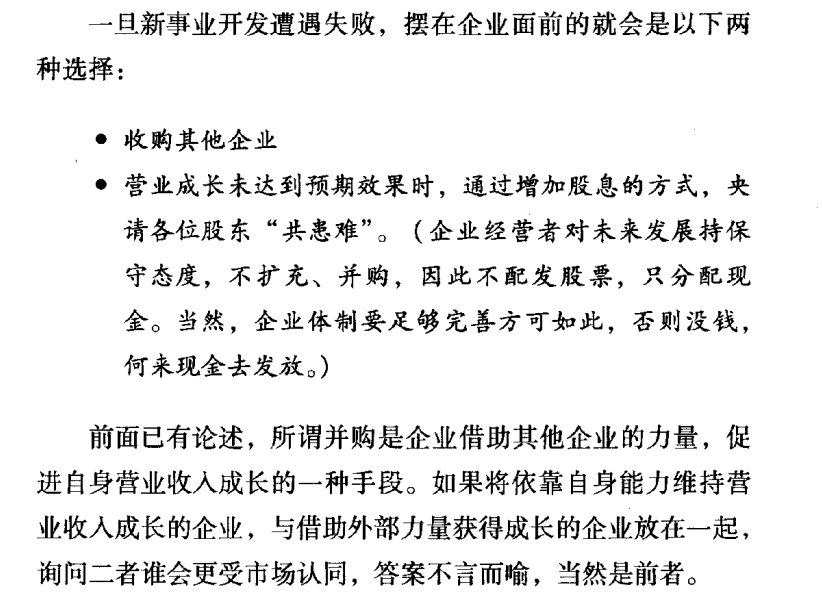 一旦新事业开发遭遇失败，摆在企业面前的就会是以下两
种选择：
● 收购其他企业
● 营业成长未达到预期效果时，通过增加股息的方式，央
请各位股东“共患难”。（企业经营者对未来发展持保
守态度，不扩充、并购，因此不配发股票，只分配现
金。当然，企业体制要足够完善方可如此，否则没钱，
何来现金去发放。）
前面已有论述，所谓并购是企业借助其他企业的力量，促
进自身营业收入成长的一种手段。如果将依靠自身能力维持营
业收入成长的企业，与借助外部力量获得成长的企业放在一起，
询问二者谁会更受市场认同，答案不言而喻，当然是前者。